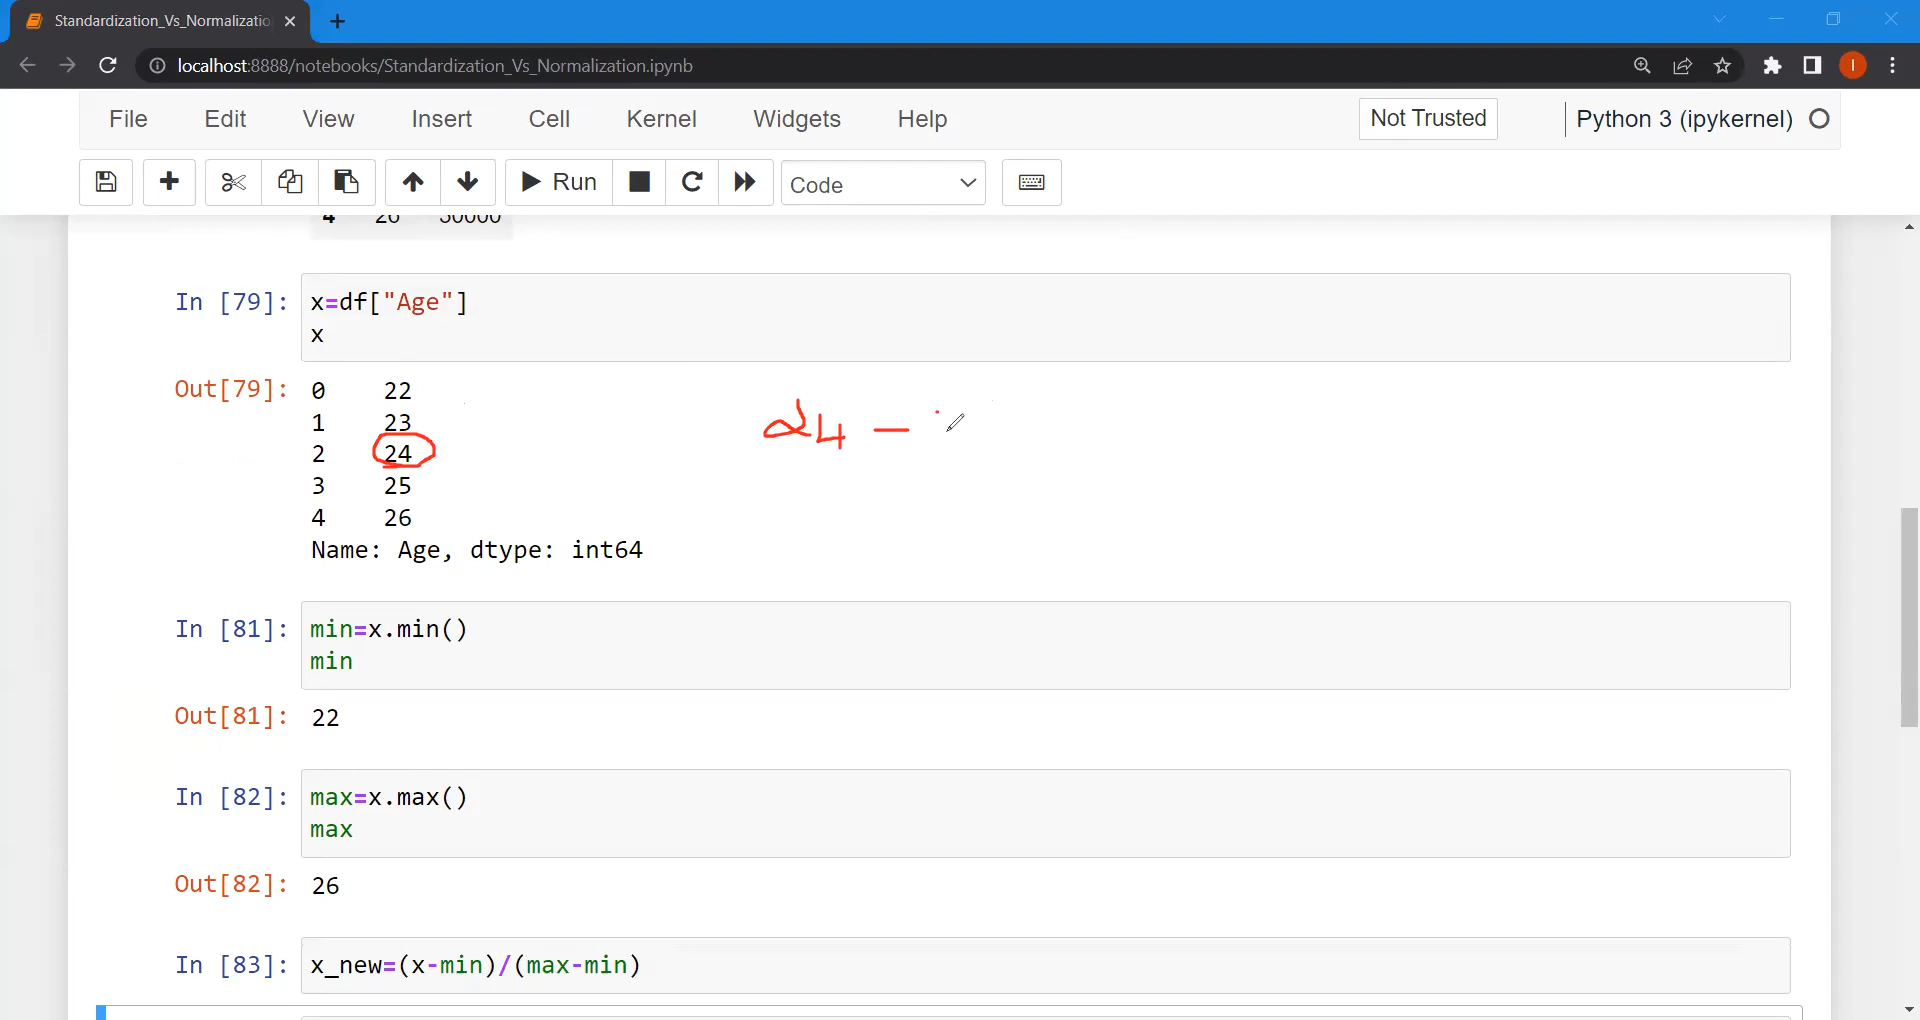 Standardization_Vs_Normalizatio
localhost:8888/notebooks/Standardization_Vs_Normalization.ipynb
I
File Edit View Insert Cell Kernel Widgets Help Not Trusted Python 3 (ipykernel)
Run Code
4 26 50000
In [79]: x=df["Age"]
x
Out[79]: 0 22
1 23
2 24
3 25
4 26
Name: Age, dtype: int64
24 -
In [81]: min=x.min()
min
Out[81]: 22
In [82]: max=x.max()
max
Out[82]: 26
In [83]: x_new=(x-min)/(max-min)